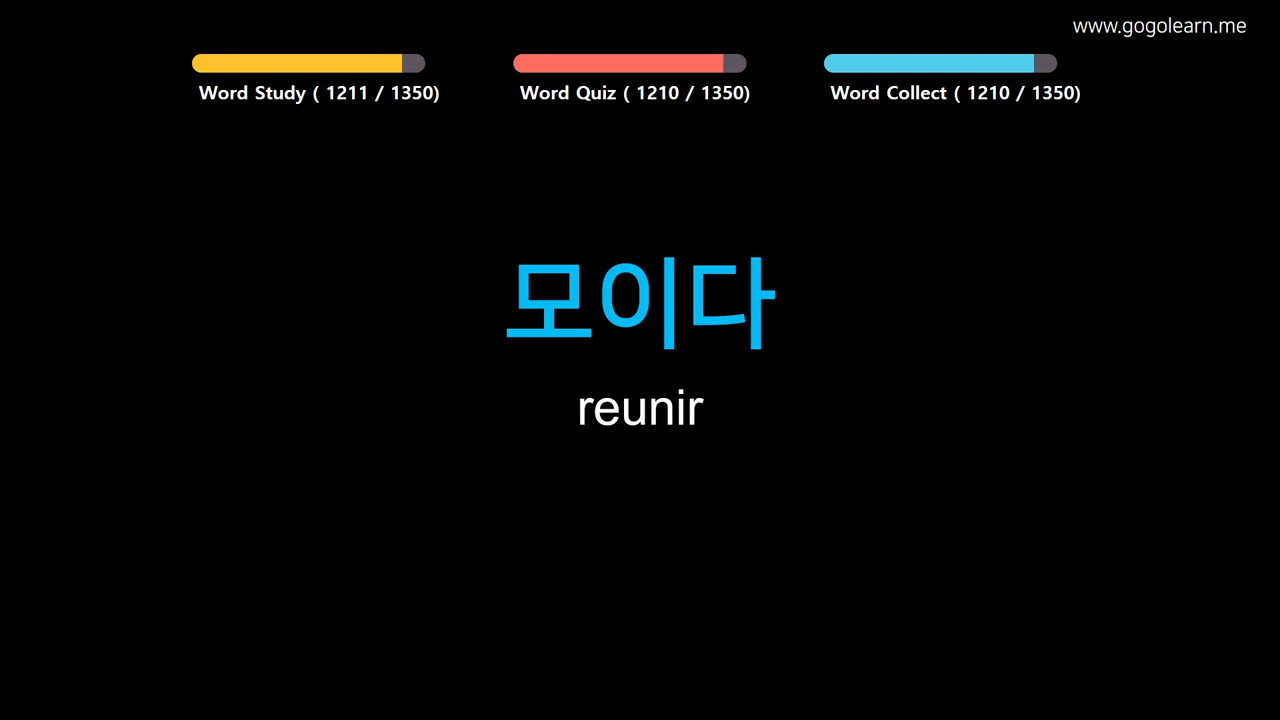 www.gogolearn.me
Word Study ( 1211 / 1350)
Word Quiz ( 1210 / 1350)
Word Collect ( 1210 / 1350)
모이다
reunir